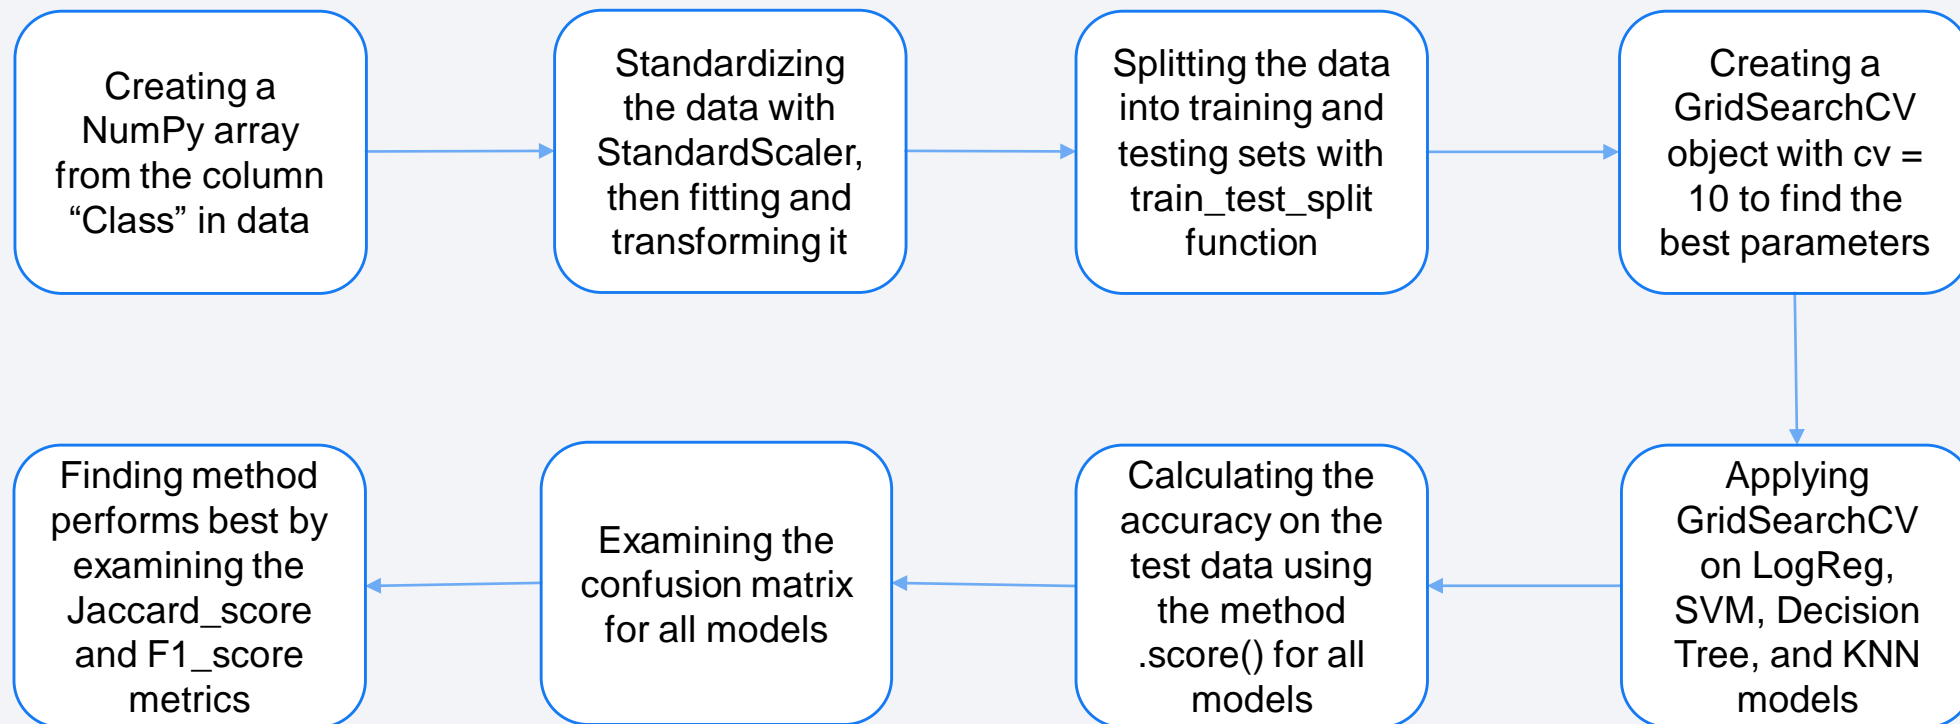 Creating a
NumPy array
from the column
“Class” in data
Standardizing
the data with
StandardScaler,
then fitting and
transforming it
Splitting the data
into training and
testing sets with
train_test_split
function
Creating a
GridSearchCV
object with cv =
10 to find the
best parameters
Applying
GridSearchCV
on LogReg,
SVM, Decision
Tree, and KNN
models
Calculating the
accuracy on the
test data using
the method
.score() for all
models
Examining the
confusion matrix
for all models
Finding method
performs best by
examining the
Jaccard_score
and F1_score
metrics